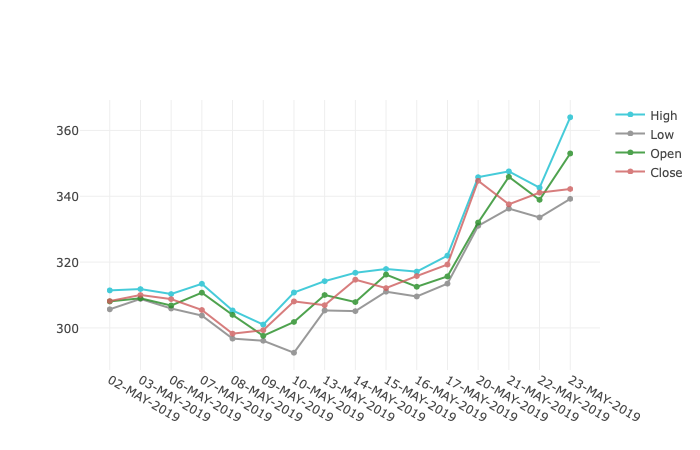 360
340
320
300
02-MAY-2019
03-MAY-2019
06-MAY-2019
07-MAY-2019
08-MAY-2019
09-MAY-2019
10-MAY-2019
13-MAY-2019
14-MAY-2019
15-MAY-2019
16-MAY-2019
17-MAY-2019
20-MAY-2019
21-MAY-2019
22-MAY-2019
23-MAY-2019
High
Low
Open
Close